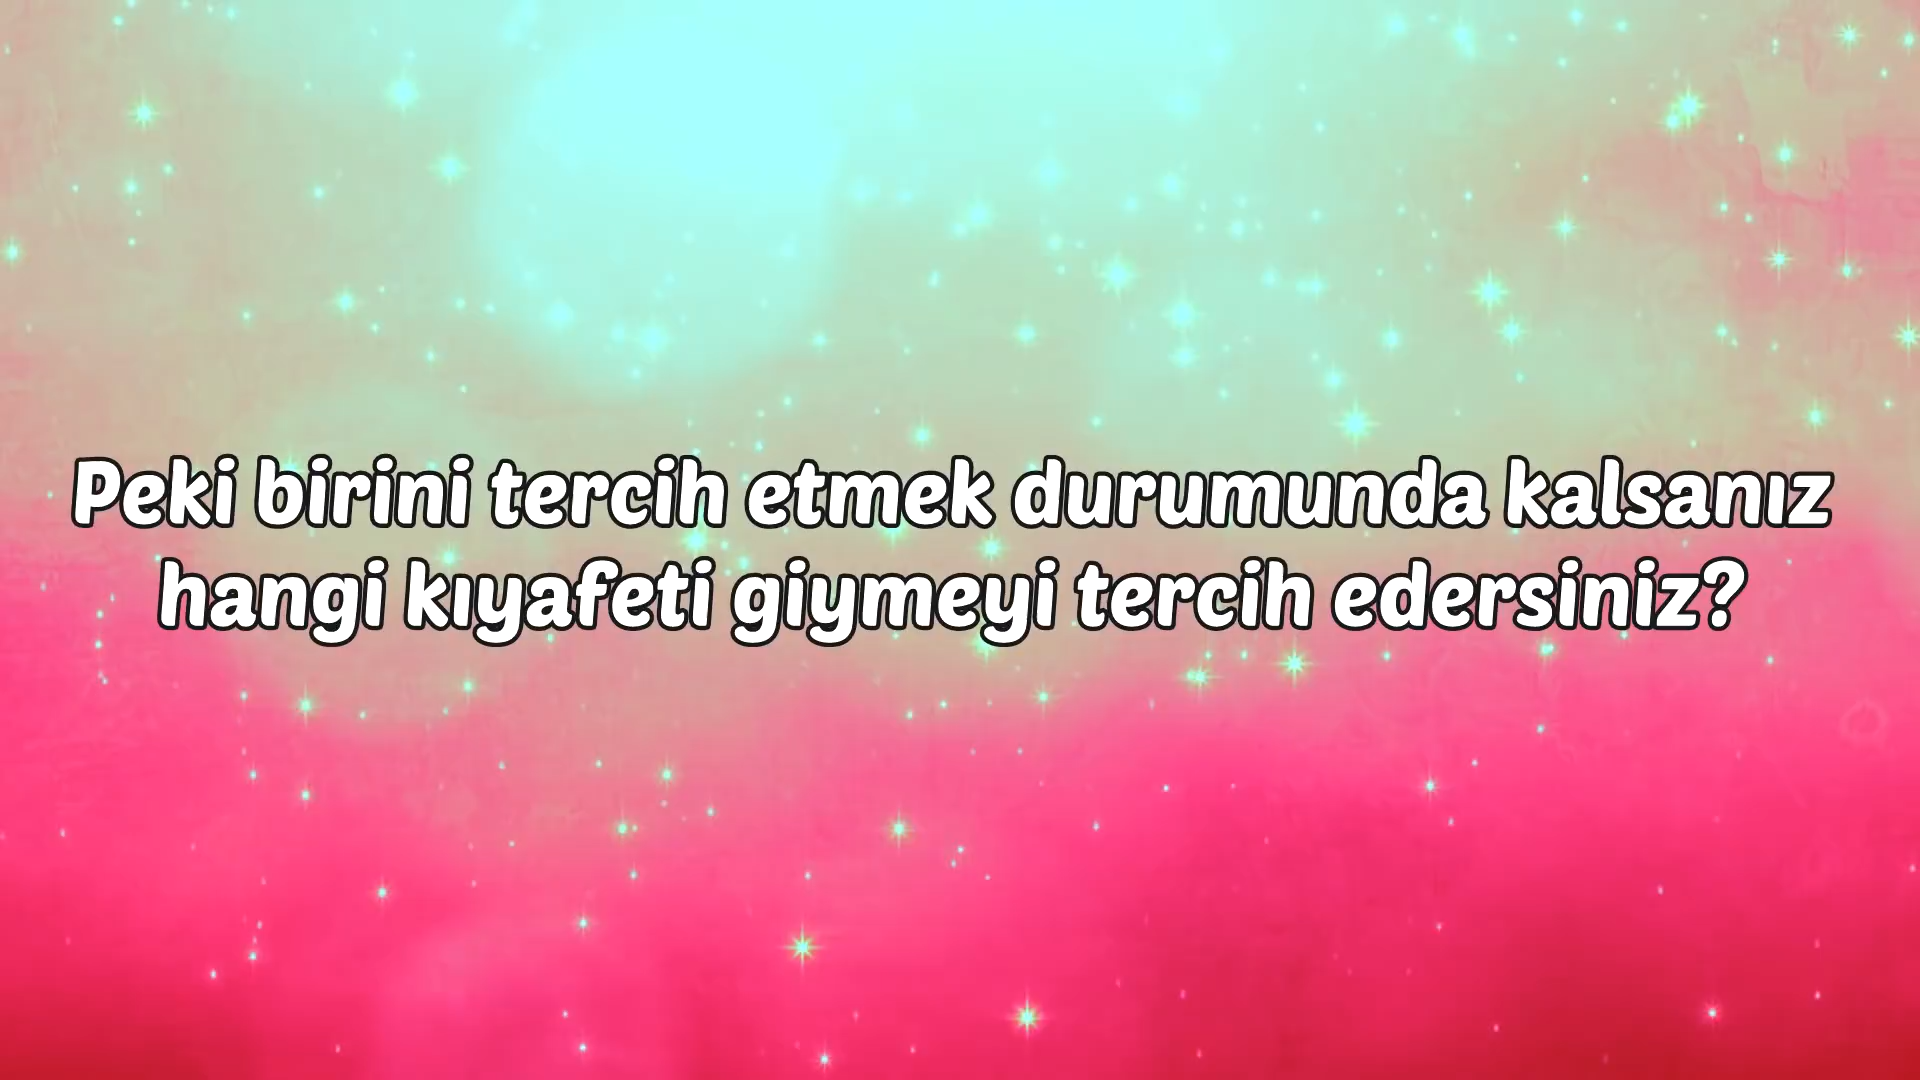 Peki birini tercih etmek durumunda kalsanız
hangi kıyafeti giymeyi tercih edersiniz?